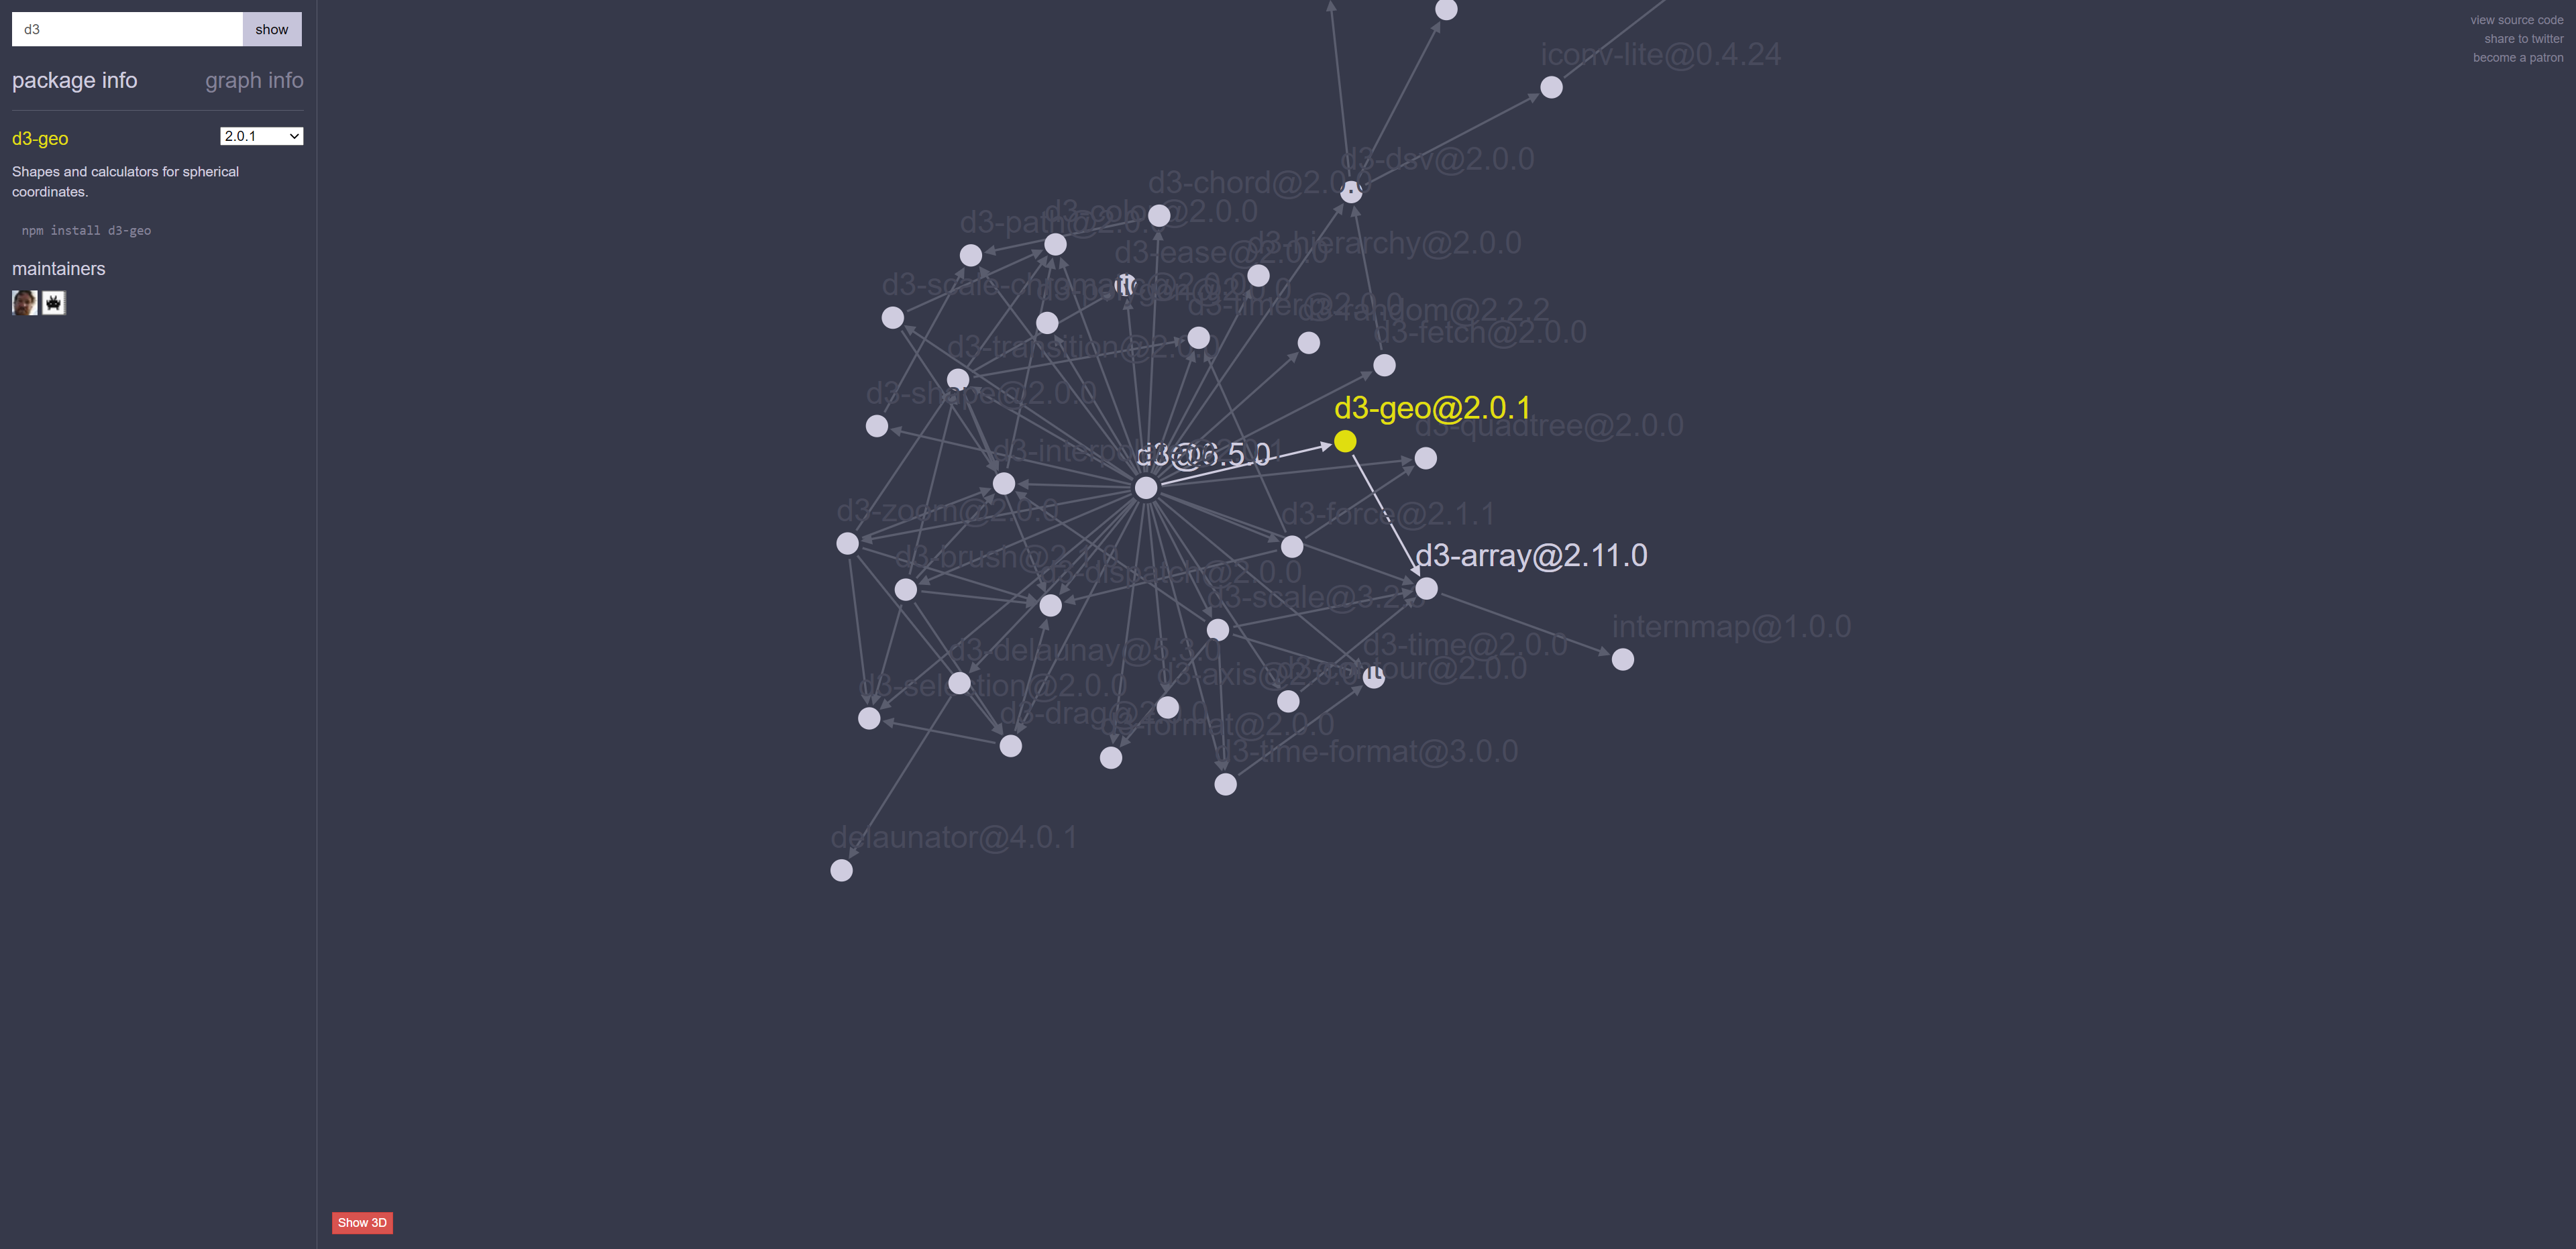 d3
show
package info
graph info
d3-geo
2.0.1
Shapes and calculators for spherical
coordinates.
npm install d3-geo
maintainers
view source code
share to twitter
become a patron
iconv-lite@0.4.24
d3-dsv@2.0.0
d3-chord@2.0.0
d3-color@2.0.0
d3-path@2.0.0
d3-hierarchy@2.0.0
d3-ease@2.0.0
d3-scale-chromatic@2.0.0
d3-polygon@2.0.0
d3-timer@2.0.0
d3-random@2.2.2
d3-fetch@2.0.0
d3-transition@2.0.0
d3-shape@2.0.0
d3-geo@2.0.1
d3-quadtree@2.0.0
d3-interpolate@2.0.1
d3@6.5.0
d3-zoom@2.0.0
d3-force@2.1.1
d3-brush@2.1.0
d3-array@2.11.0
d3-dispatch@2.0.0
d3-scale@3.2.3
internmap@1.0.0
d3-delaunay@5.3.0
d3-time@2.0.0
d3-contour@2.0.0
d3-axis@2.0.0
d3-selection@2.0.0
d3-drag@2.0.0
d3-format@2.0.0
d3-time-format@3.0.0
delaunator@4.0.1
Show 3D